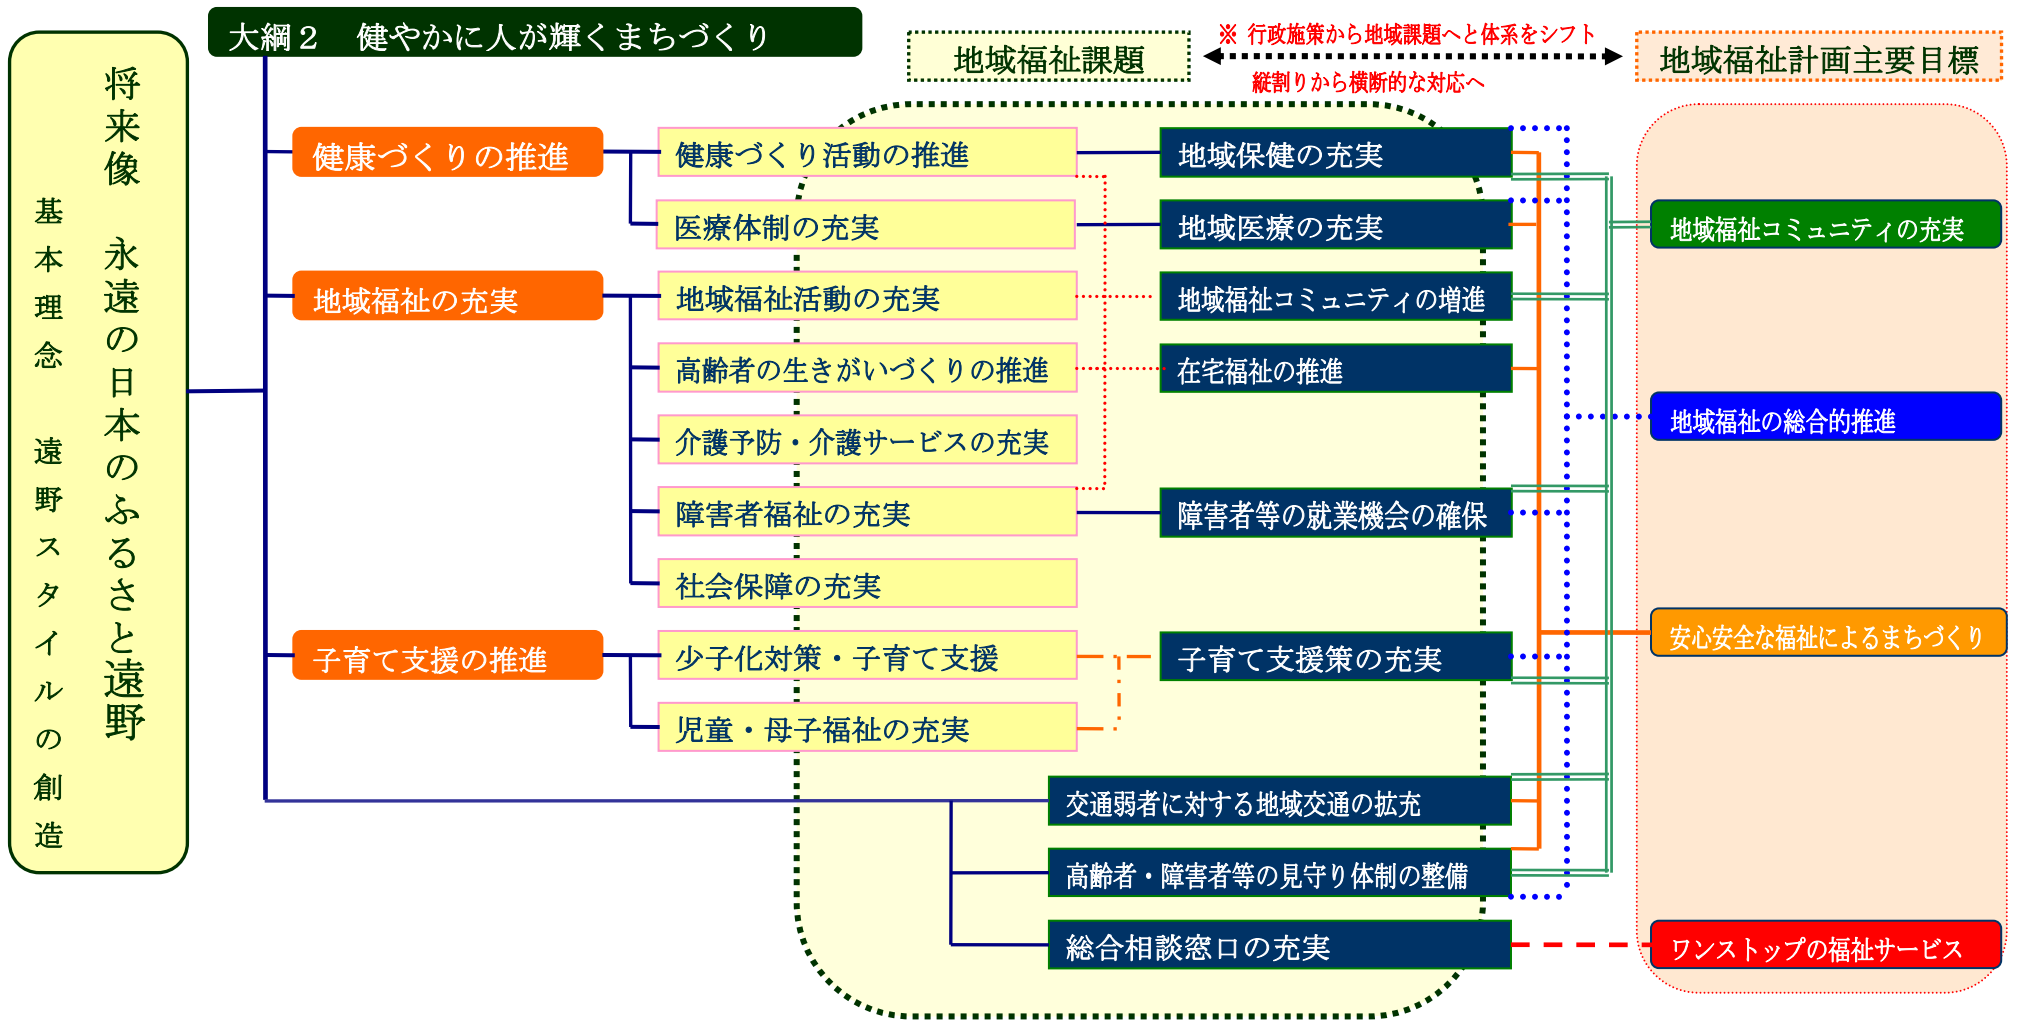 大綱２　健やかに人が輝くまちづくり
将来像　永遠の日本のふるさと遠野
基本理念　遠野スタイルの創造
地域福祉課題
※ 行政施策から地域課題へと体系をシフト
縦割りから横断的な対応へ
地域福祉計画主要目標
健康づくりの推進
健康づくり活動の推進
地域保健の充実
医療体制の充実
地域医療の充実
地域福祉コミュニティの充実
地域福祉の充実
地域福祉活動の充実
地域福祉コミュニティの増進
高齢者の生きがいづくりの推進
在宅福祉の推進
地域福祉の総合的推進
介護予防・介護サービスの充実
障害者福祉の充実
障害者等の就業機会の確保
社会保障の充実
子育て支援の推進
少子化対策・子育て支援
子育て支援策の充実
安心安全な福祉によるまちづくり
児童・母子福祉の充実
交通弱者に対する地域交通の拡充
高齢者・障害者等の見守り体制の整備
総合相談窓口の充実
ワンストップの福祉サービス